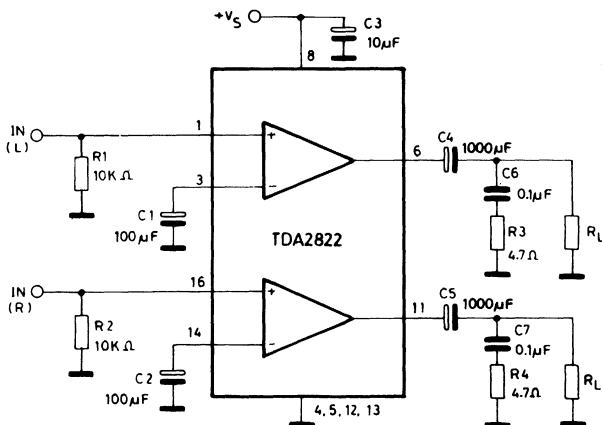 +VS
C3
10µF
8
IN
(L)
1
R1
10KΩ
3
C1
100µF
6
C4
1000µF
C6
0.1µF
R3
4.7Ω
RL
TDA2822
IN
(R)
16
R2
10KΩ
14
C2
100µF
11
C5
1000µF
C7
0.1µF
R4
4.7Ω
RL
4, 5, 12, 13
+
−
+
−